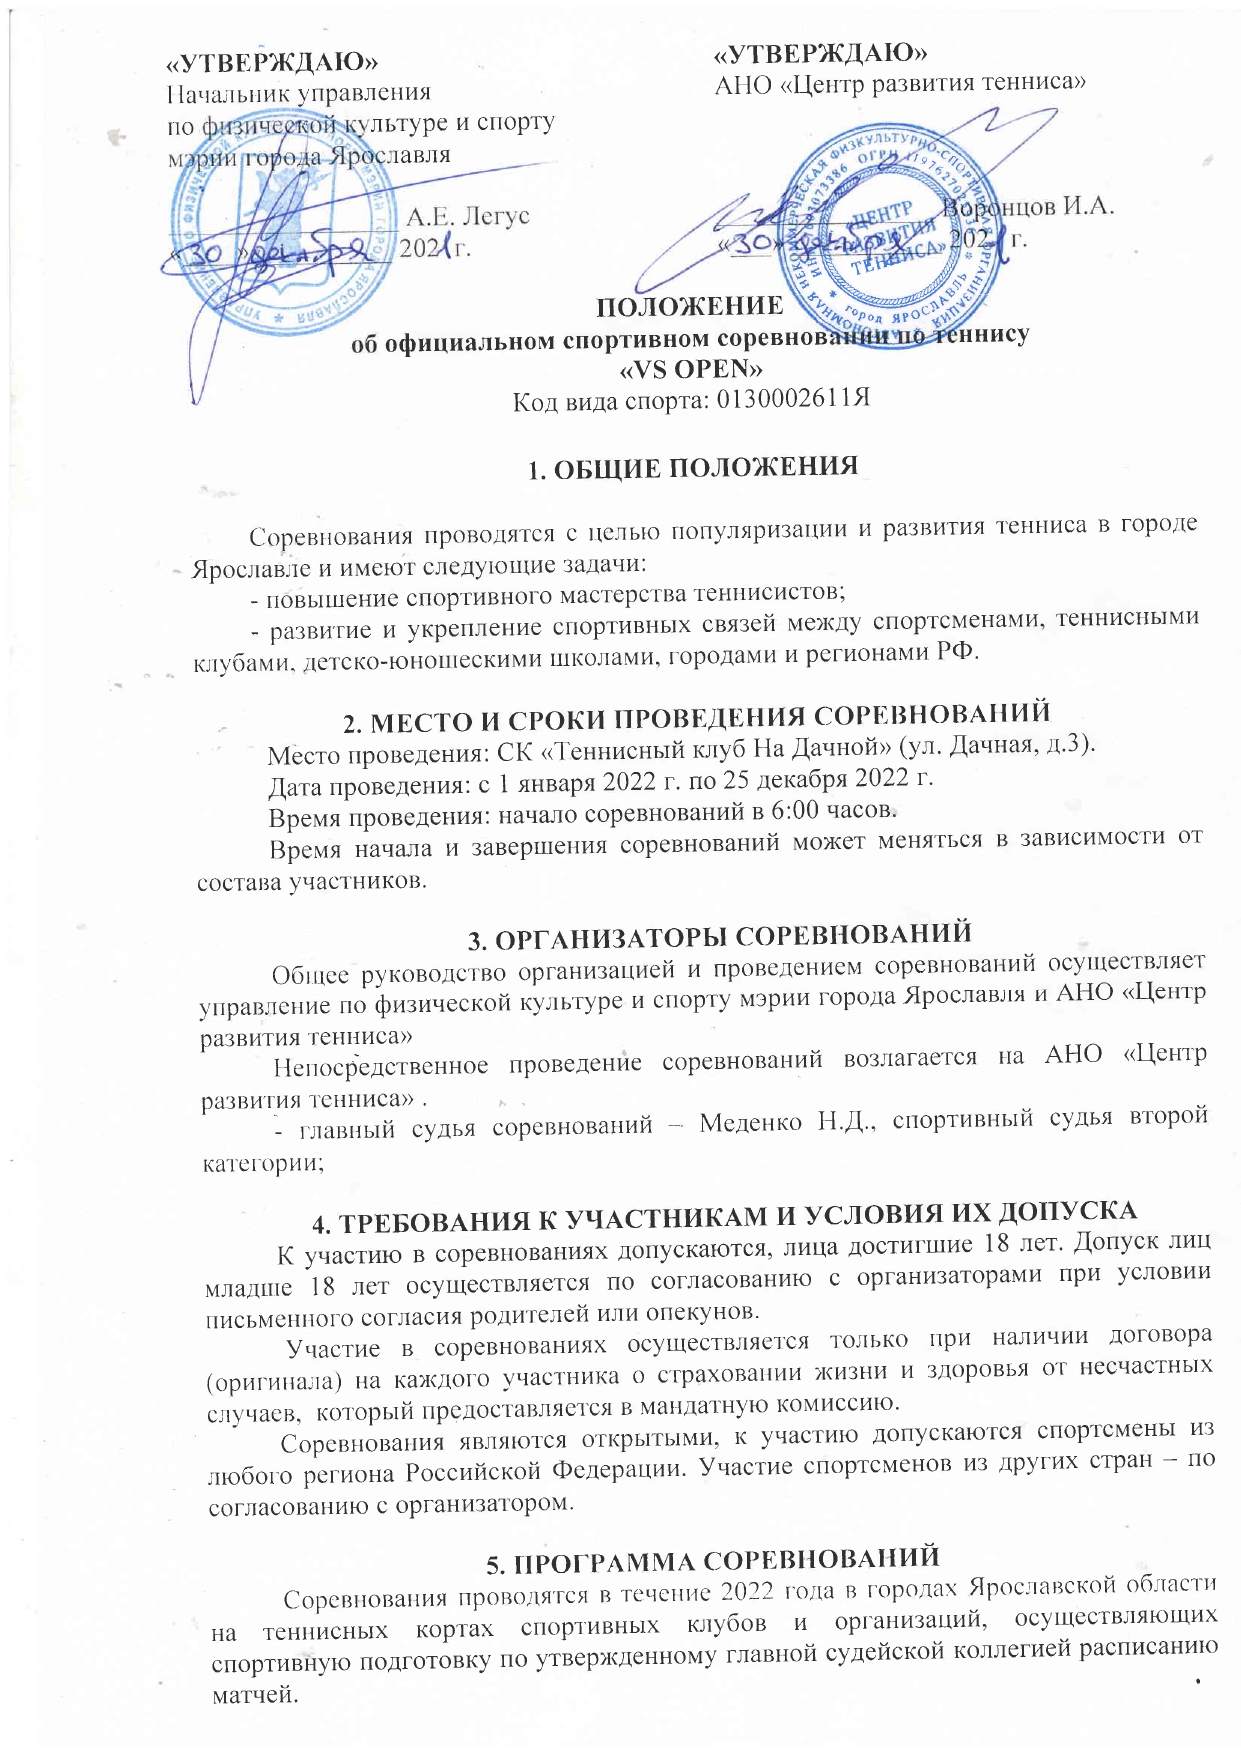 «УТВЕРЖДАЮ»
Начальник управления
по физической культуре и спорту
мэрии города Ярославля
А.Е. Легус
«30» декабря 2021 г.
«УТВЕРЖДАЮ»
АНО «Центр развития тенниса»
Воронцов И.А.
«30» декабря 2021 г.
«ЦЕНТР
РАЗВИТИЯ
ТЕННИСА»
город ЯРОСЛАВЛЬ
ПОЛОЖЕНИЕ
об официальном спортивном соревновании по теннису
«VS OPEN»
Код вида спорта: 0130002611Я
1. ОБЩИЕ ПОЛОЖЕНИЯ
Соревнования проводятся с целью популяризации и развития тенниса в городе
Ярославле и имеют следующие задачи:
- повышение спортивного мастерства теннисистов;
- развитие и укрепление спортивных связей между спортсменами, теннисными
клубами, детско-юношескими школами, городами и регионами РФ.
2. МЕСТО И СРОКИ ПРОВЕДЕНИЯ СОРЕВНОВАНИЙ
Место проведения: СК «Теннисный клуб На Дачной» (ул. Дачная, д.3).
Дата проведения: с 1 января 2022 г. по 25 декабря 2022 г.
Время проведения: начало соревнований в 6:00 часов.
Время начала и завершения соревнований может меняться в зависимости от
состава участников.
3. ОРГАНИЗАТОРЫ СОРЕВНОВАНИЙ
Общее руководство организацией и проведением соревнований осуществляет
управление по физической культуре и спорту мэрии города Ярославля и АНО «Центр
развития тенниса»
Непосредственное проведение соревнований возлагается на АНО «Центр
развития тенниса» .
- главный судья соревнований – Меденко Н.Д., спортивный судья второй
категории;
4. ТРЕБОВАНИЯ К УЧАСТНИКАМ И УСЛОВИЯ ИХ ДОПУСКА
К участию в соревнованиях допускаются, лица достигшие 18 лет. Допуск лиц
младше 18 лет осуществляется по согласованию с организаторами при условии
письменного согласия родителей или опекунов.
Участие в соревнованиях осуществляется только при наличии договора
(оригинала) на каждого участника о страховании жизни и здоровья от несчастных
случаев, который предоставляется в мандатную комиссию.
Соревнования являются открытыми, к участию допускаются спортсмены из
любого региона Российской Федерации. Участие спортсменов из других стран – по
согласованию с организатором.
5. ПРОГРАММА СОРЕВНОВАНИЙ
Соревнования проводятся в течение 2022 года в городах Ярославской области
на теннисных кортах спортивных клубов и организаций, осуществляющих
спортивную подготовку по утвержденному главной судейской коллегией расписанию
матчей.